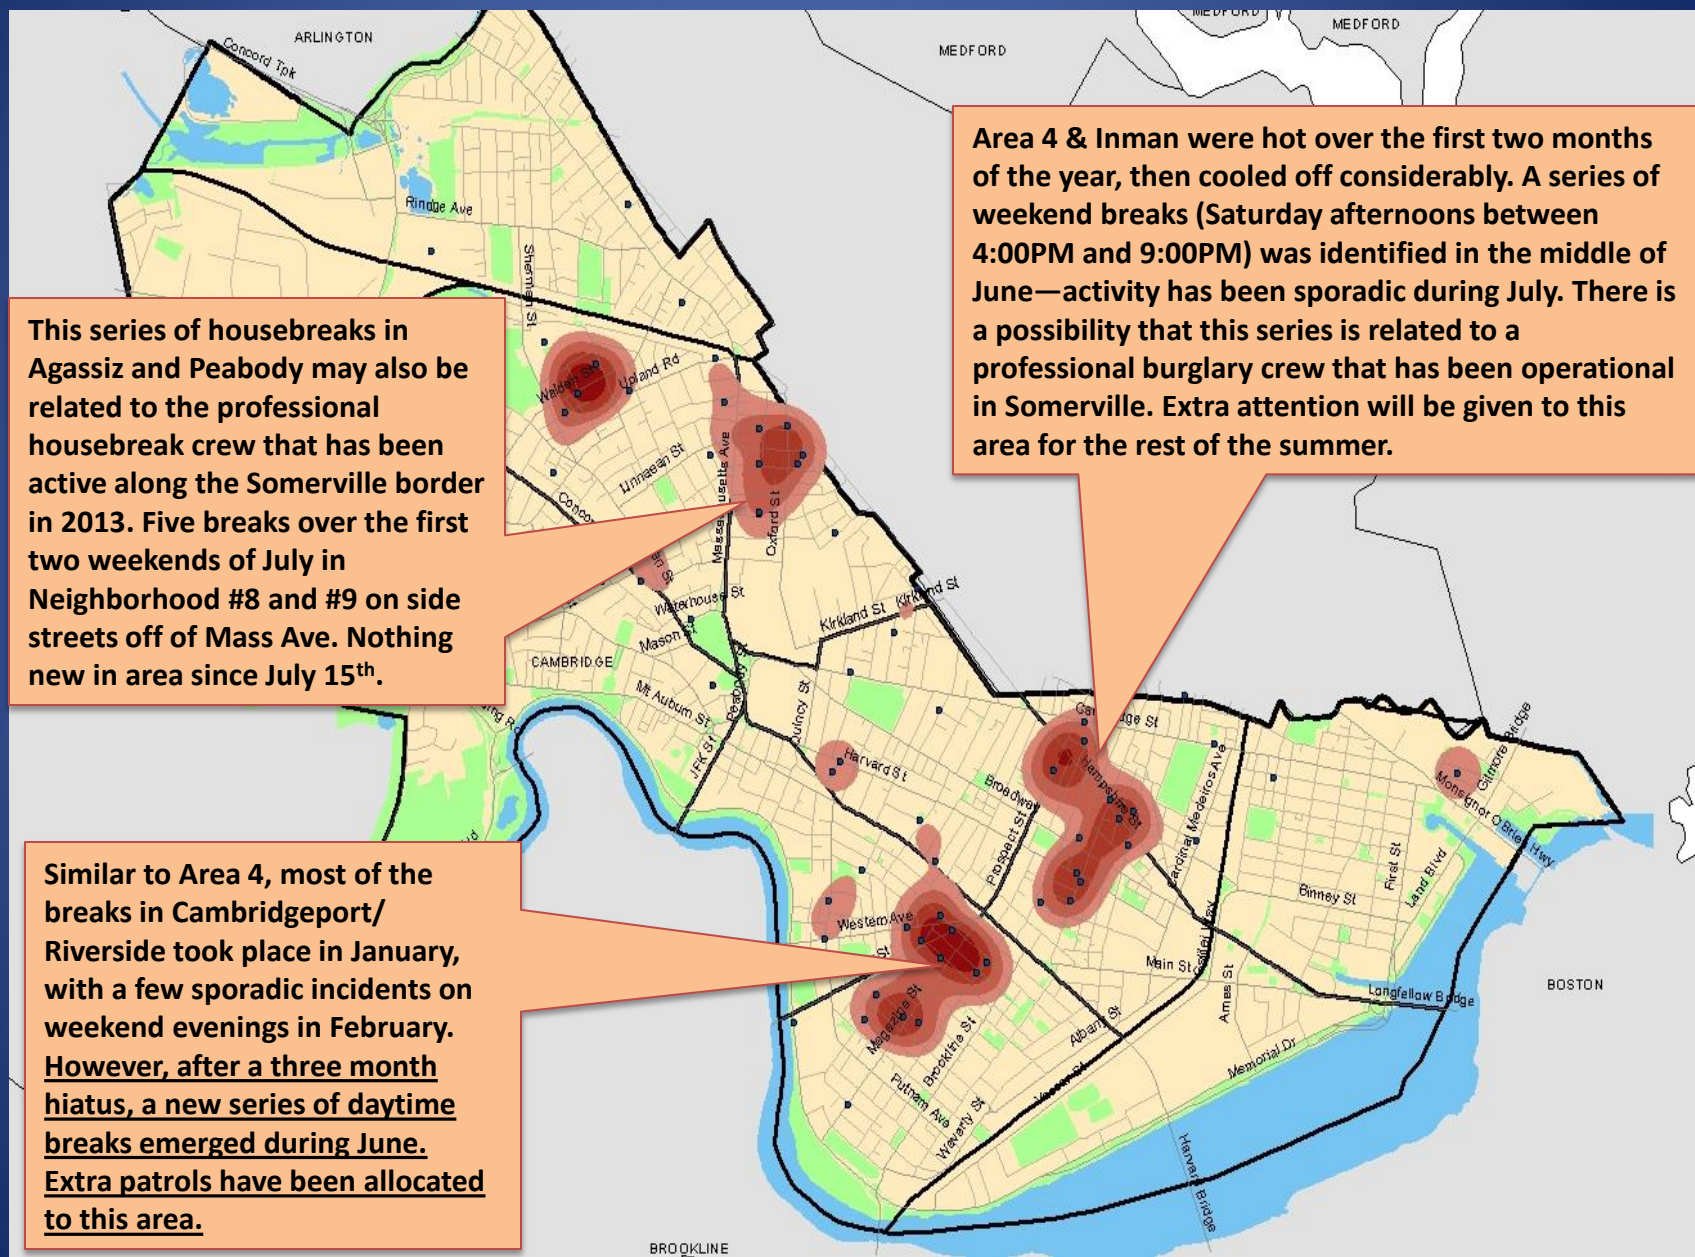 ARLINGTON
MEDFORD
MEDFORD
MEDFORD
Concord Tpk
Rindge Ave
Sherman St
Area 4 & Inman were hot over the first two months
of the year, then cooled off considerably. A series of
weekend breaks (Saturday afternoons between
4:00PM and 9:00PM) was identified in the middle of
June—activity has been sporadic during July. There is
a possibility that this series is related to a
professional burglary crew that has been operational
in Somerville. Extra attention will be given to this
area for the rest of the summer.
This series of housebreaks in
Agassiz and Peabody may also be
related to the professional
housebreak crew that has been
active along the Somerville border
in 2013. Five breaks over the first
two weekends of July in
Neighborhood #8 and #9 on side
streets off of Mass Ave. Nothing
new in area since July 15th.
Walden St
Upland Rd
Linnaean St
Massachusetts Ave
Oxford St
Waterhouse St
Mason St
Kirkland St
Kirkland St
CAMBRIDGE
Mt Auburn St
Peabody St
Quincy St
JFK St
Harvard St
Broadway
Prospect St
Hampshire St
Cardinal Medeiros Ave
Gilmore Bridge
Monsignor O'Brien Hwy
First St
Land Blvd
Binney St
Similar to Area 4, most of the
breaks in Cambridgeport/
Riverside took place in January,
with a few sporadic incidents on
weekend evenings in February.
However, after a three month
hiatus, a new series of daytime
breaks emerged during June.
Extra patrols have been allocated
to this area.
Western Ave
Magazine St
Brookline St
Putnam Ave
Waverly St
Albany St
Main St
Ames St
Longfellow Bridge
Memorial Dr
Harvard Bridge
BOSTON
BROOKLINE